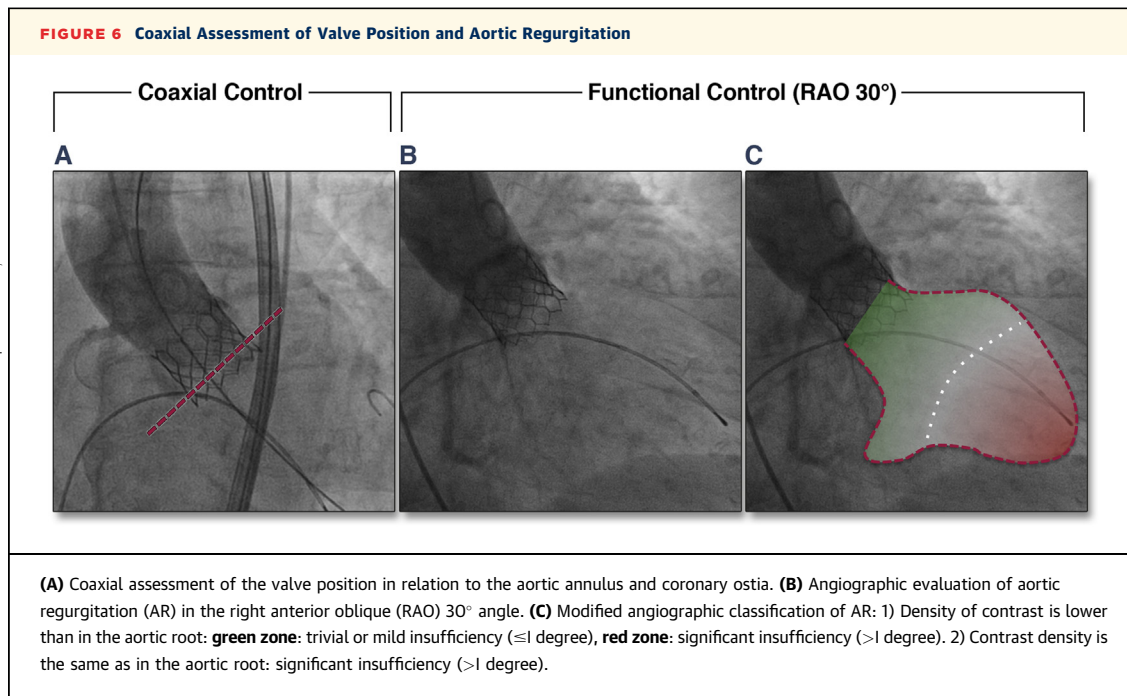 FIGURE 6 Coaxial Assessment of Valve Position and Aortic Regurgitation
Coaxial Control
Functional Control (RAO 30°)
A
B
C
(A) Coaxial assessment of the valve position in relation to the aortic annulus and coronary ostia. (B) Angiographic evaluation of aortic
regurgitation (AR) in the right anterior oblique (RAO) 30° angle. (C) Modified angiographic classification of AR: 1) Density of contrast is lower
than in the aortic root: green zone: trivial or mild insufficiency (≤I degree), red zone: significant insufficiency (>I degree). 2) Contrast density is
the same as in the aortic root: significant insufficiency (>I degree).